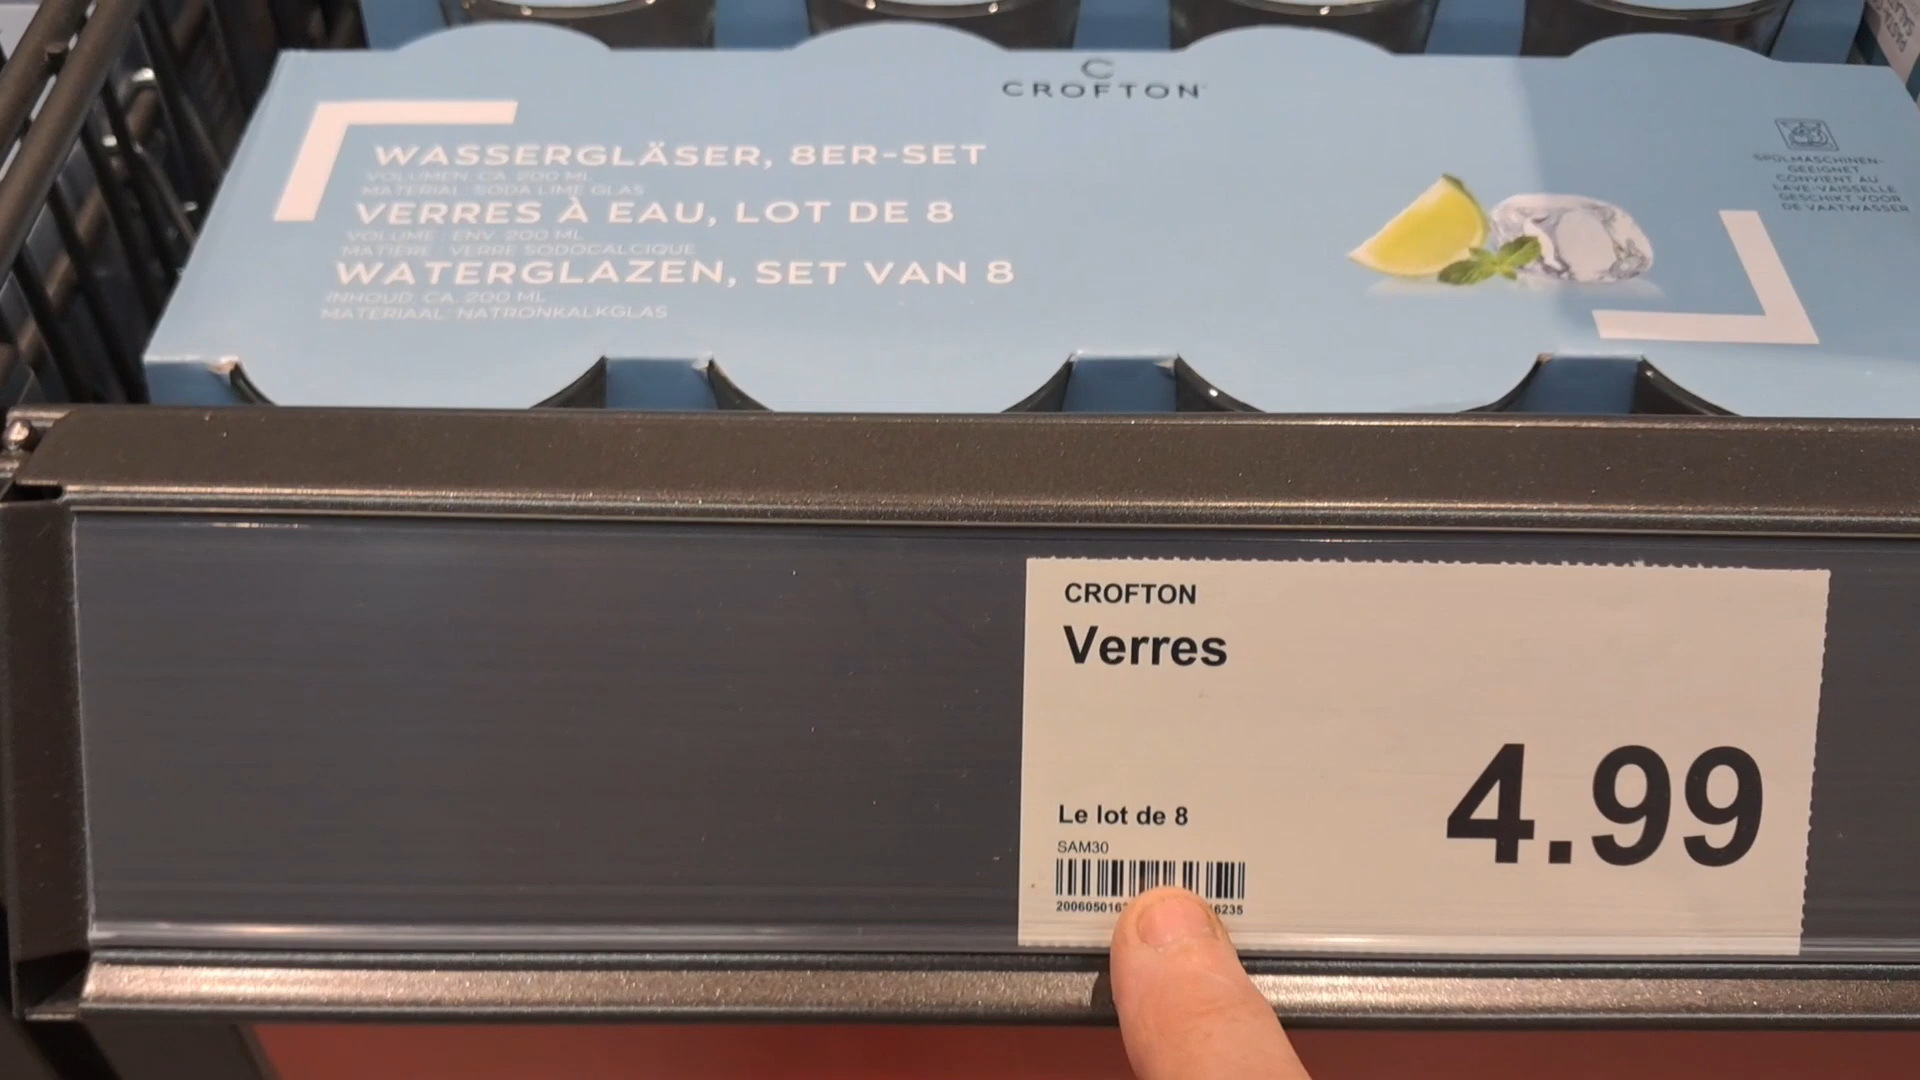 CROFTON
WASSERGLÄSER, 8ER-SET
VOLUMEN: CA. 200 ML
MATERIAL: SODA LIME GLAS
VERRES À EAU, LOT DE 8
VOLUME : ENV. 200 ML
MATIÈRE : VERRE SODOCALCIQUE
WATERGLAZEN, SET VAN 8
INHOUD: CA. 200 ML
MATERIAAL: NATRONKALKGLAS
SPÜLMASCHINEN-
GEEIGNET
CONVIENT AU
LAVE-VAISSELLE
GESCHIKT VOOR
DE VAATWASSER
CROFTON
Verres
Le lot de 8
4.99
SAM30